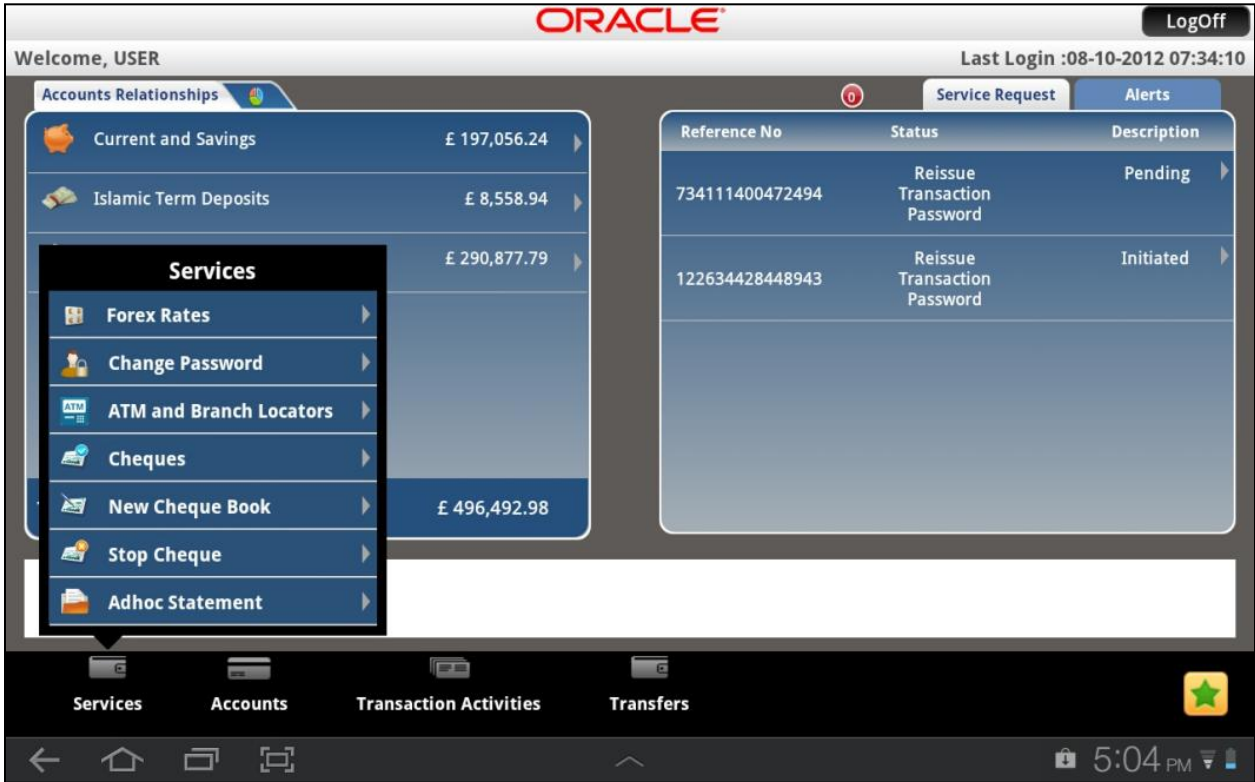 ORACLE
LogOff
Welcome, USER
Last Login :08-10-2012 07:34:10
Accounts Relationships
0
Service Request
Alerts
Current and Savings £ 197,056.24
Islamic Term Deposits £ 8,558.94
£ 290,877.79
£ 496,492.98
Reference No Status Description
734111400472494 Reissue Pending
Transaction
Password
122634428448943 Reissue Initiated
Transaction
Password
Services
Forex Rates
Change Password
ATM
ATM and Branch Locators
Cheques
New Cheque Book
Stop Cheque
Adhoc Statement
Services
Accounts
Transaction Activities
Transfers
5:04 PM